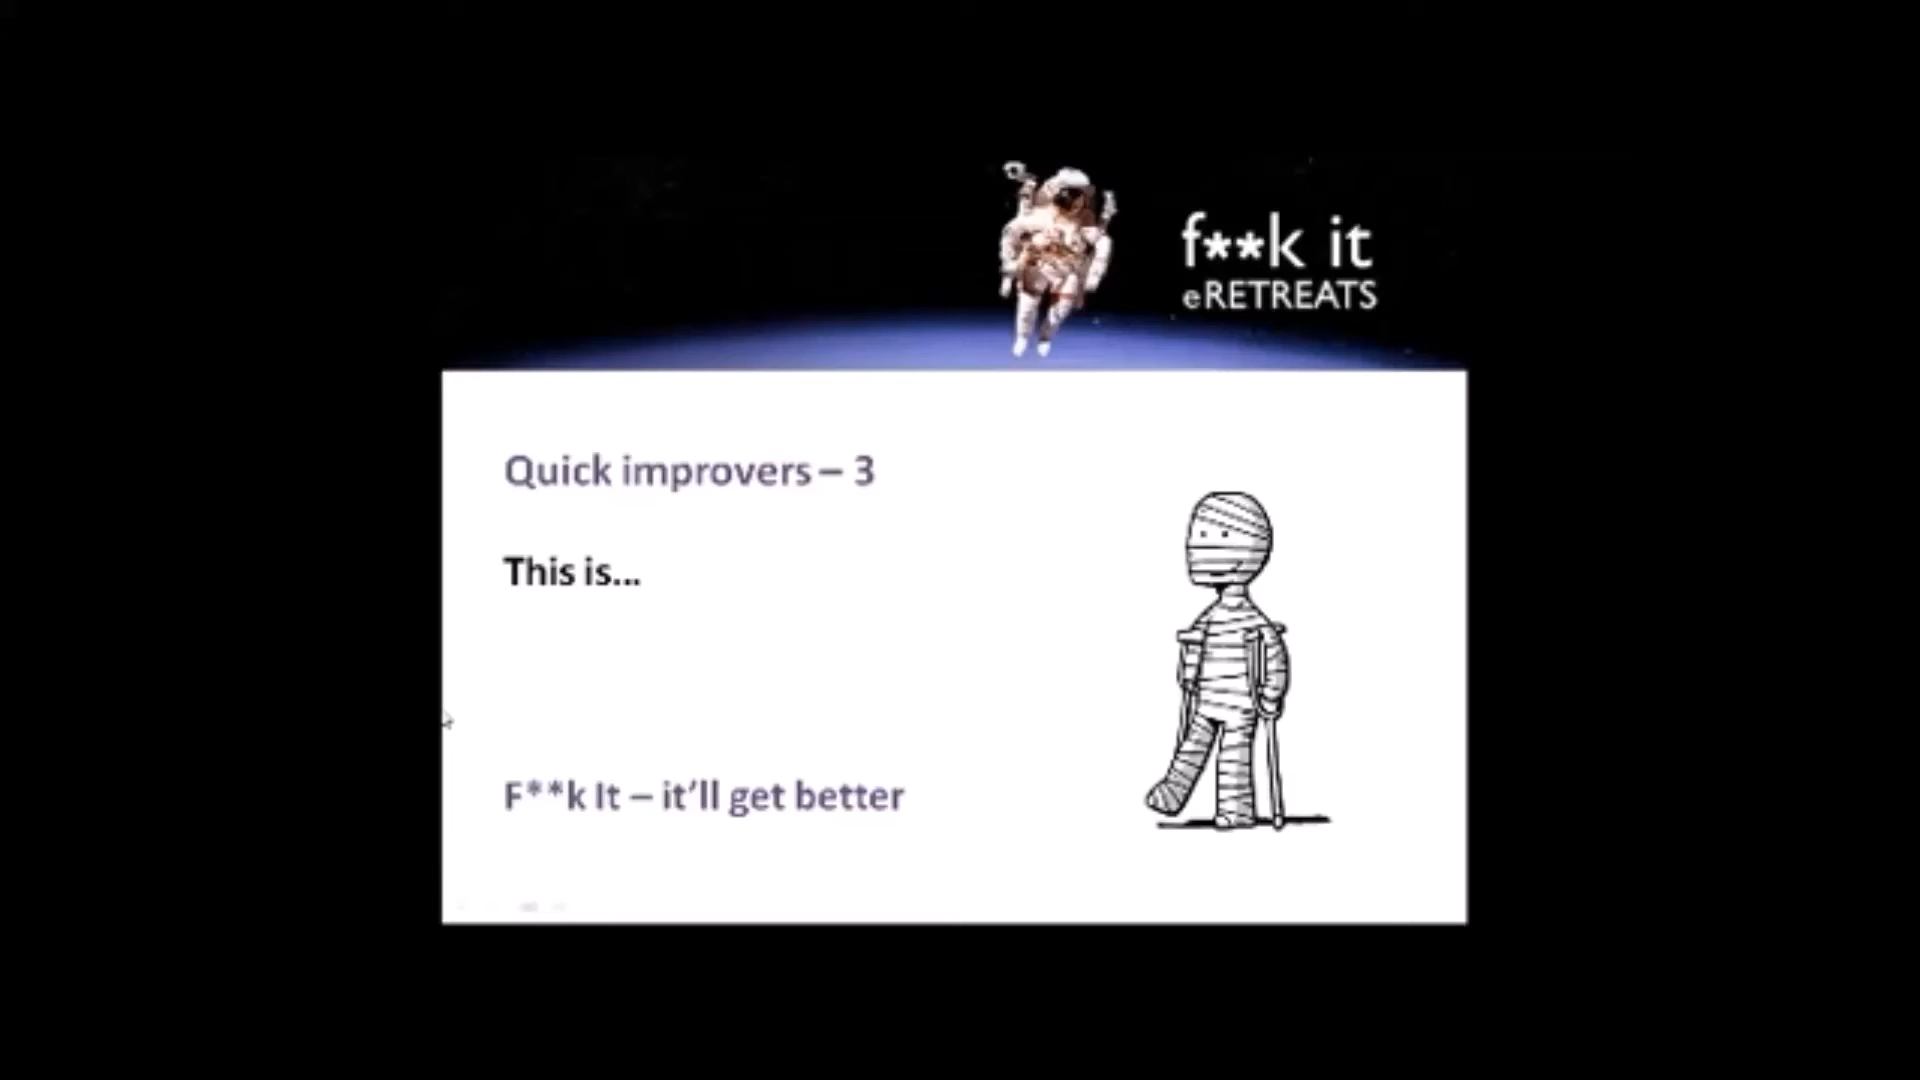 f**k it
eRETREATS
Quick improvers – 3
This is...
F**k It – it’ll get better